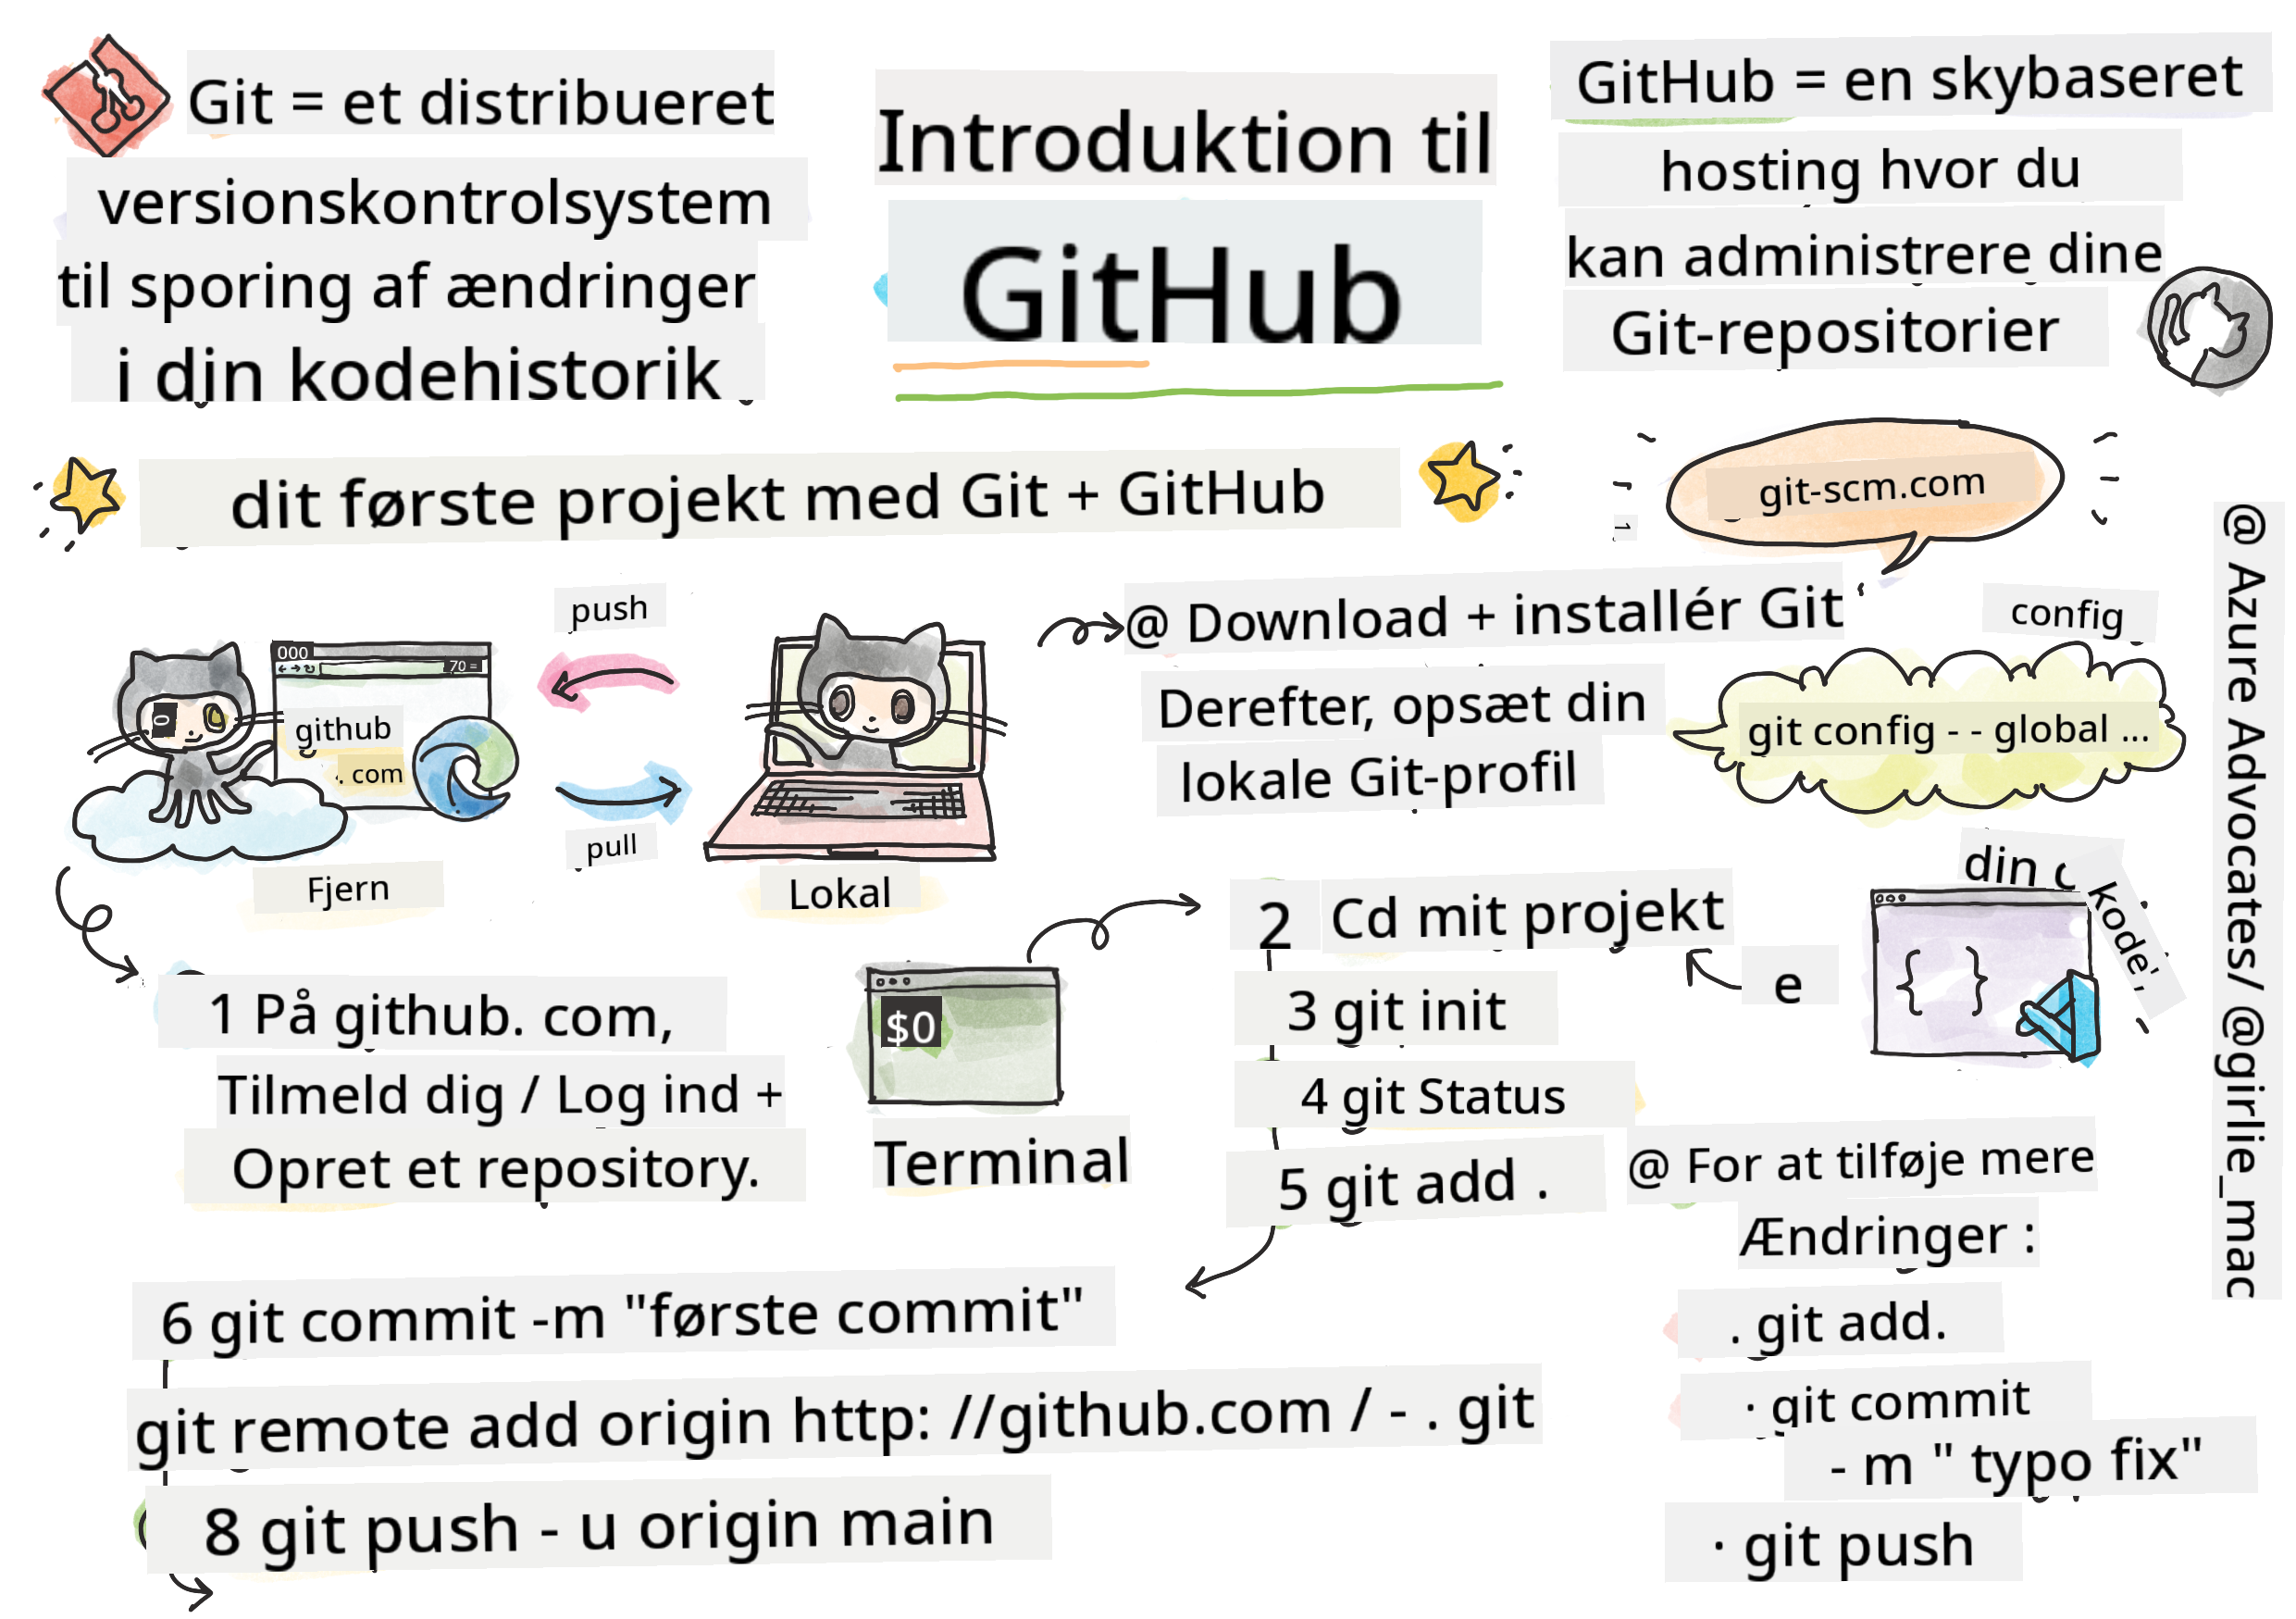 Git = et distribueret
versionskontrolsystem
til sporing af ændringer
i din kodehistorik
Introduktion til
GitHub
GitHub = en skybaseret
hosting hvor du
kan administrere dine
Git-repositorier
dit første projekt med Git + GitHub
git-scm.com
push
000
70 =
github
. com
pull
Fjern
Lokal
@ Download + installér Git
Derefter, opsæt din
lokale Git-profil
config
git config - - global ...
1 På github. com,
Tilmeld dig / Log ind +
Opret et repository.
$0
Terminal
2 Cd mit projekt
3 git init
4 git Status
5 git add .
e
din
kode',
{ }
6 git commit -m "første commit"
git remote add origin http: //github.com / - . git
8 git push - u origin main
@ For at tilføje mere
Ændringer :
. git add.
· git commit
- m " typo fix"
· git push
@ Azure Advocates/ @girlie_mac